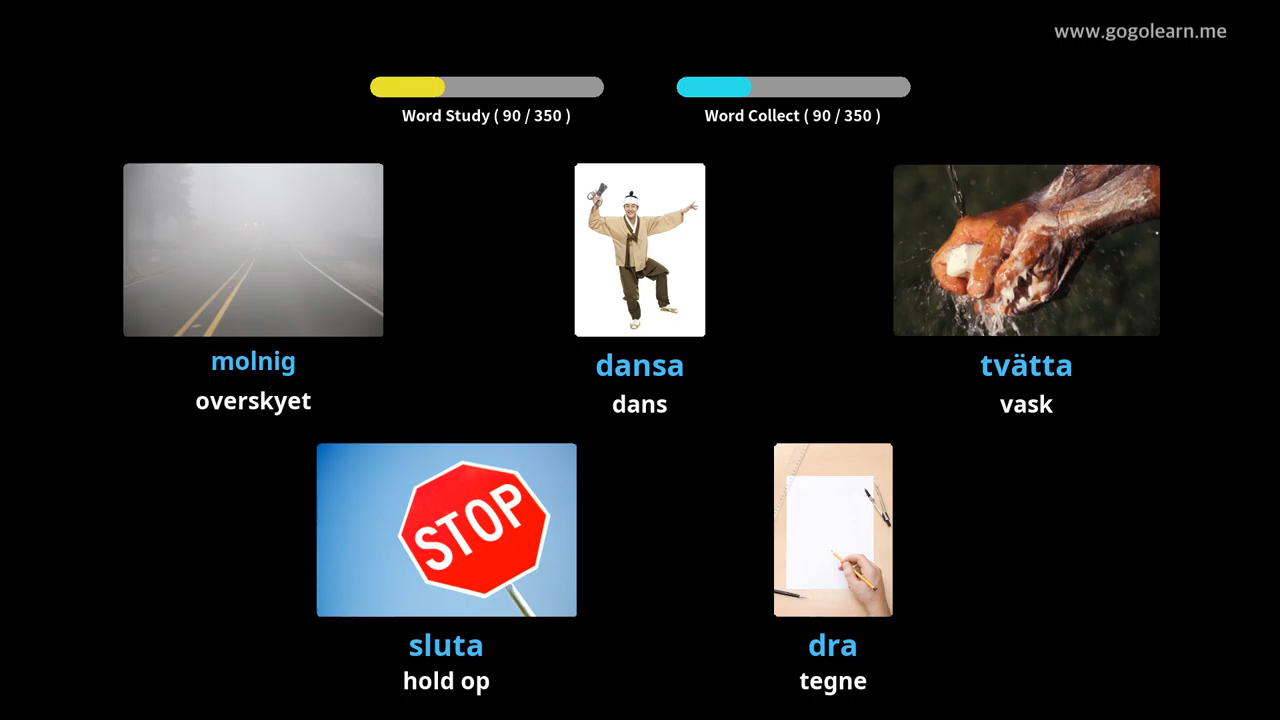 www.gogolearn.me
Word Study ( 90 / 350 )
Word Collect ( 90 / 350 )
molnig
overskyet
dansa
dans
tvätta
vask
STOP
sluta
hold op
dra
tegne